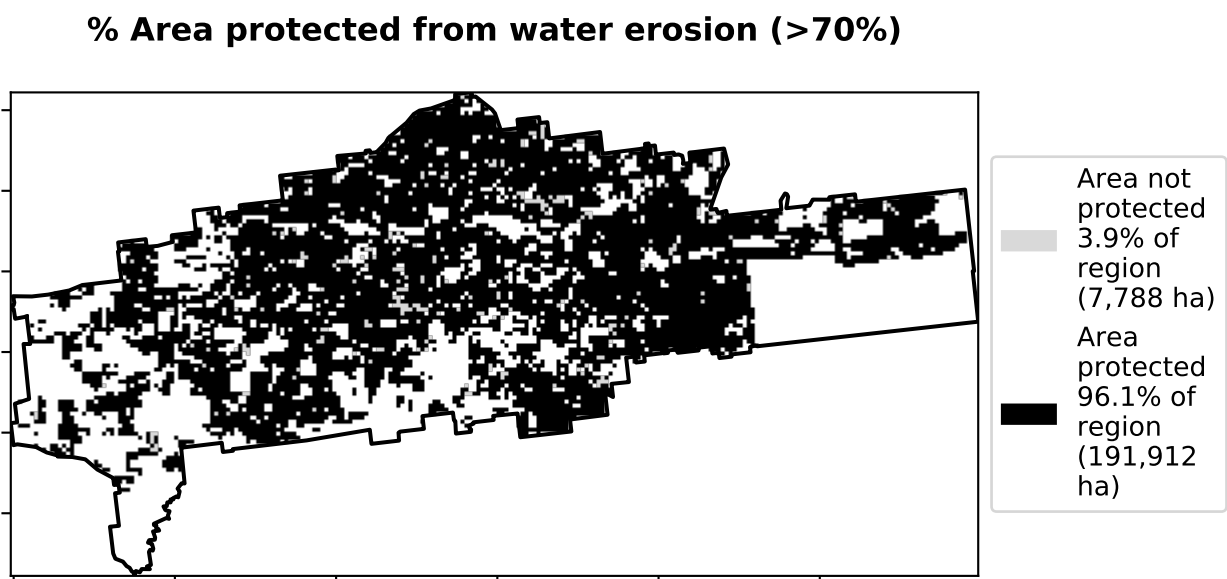 % Area protected from water erosion (>70%)
Area not
protected
3.9% of
region
(7,788 ha)
Area
protected
96.1% of
region
(191,912
ha)